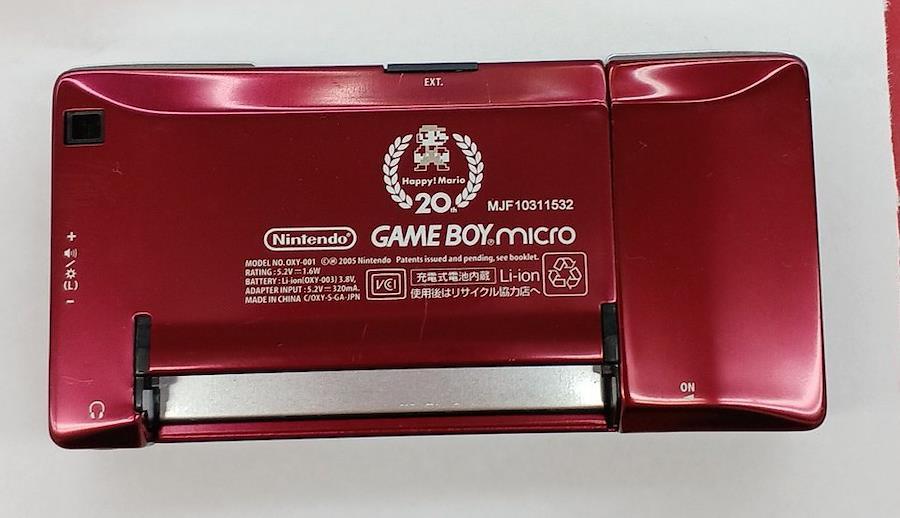 EXT.
Happy! Mario
20th
MJF10311532
Nintendo® GAME BOY® micro
MODEL NO. OXY-001 ©Ⓜ 2005 Nintendo Patents issued and pending, see booklet.
RATING : 5.2V⎓1.6W
BATTERY : Li-ion(OXY-003) 3.8V,
ADAPTER INPUT : 5.2V⎓320mA.
MADE IN CHINA C/OXY-S-GA-JPN
VCI
充電式電池内蔵 Li-ion
使用後はリサイクル協力店へ
+
−
ON